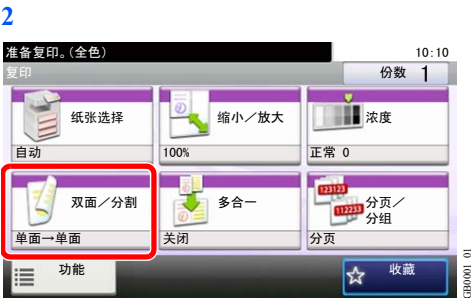 2
准备复印。(全色)
10:10
复印
份数 1
纸张选择
自动
缩小／放大
100%
浓度
正常 0
双面／分割
单面→单面
多合一
关闭
123123
112233
分页／
分组
分页
功能
收藏
GB0001_01